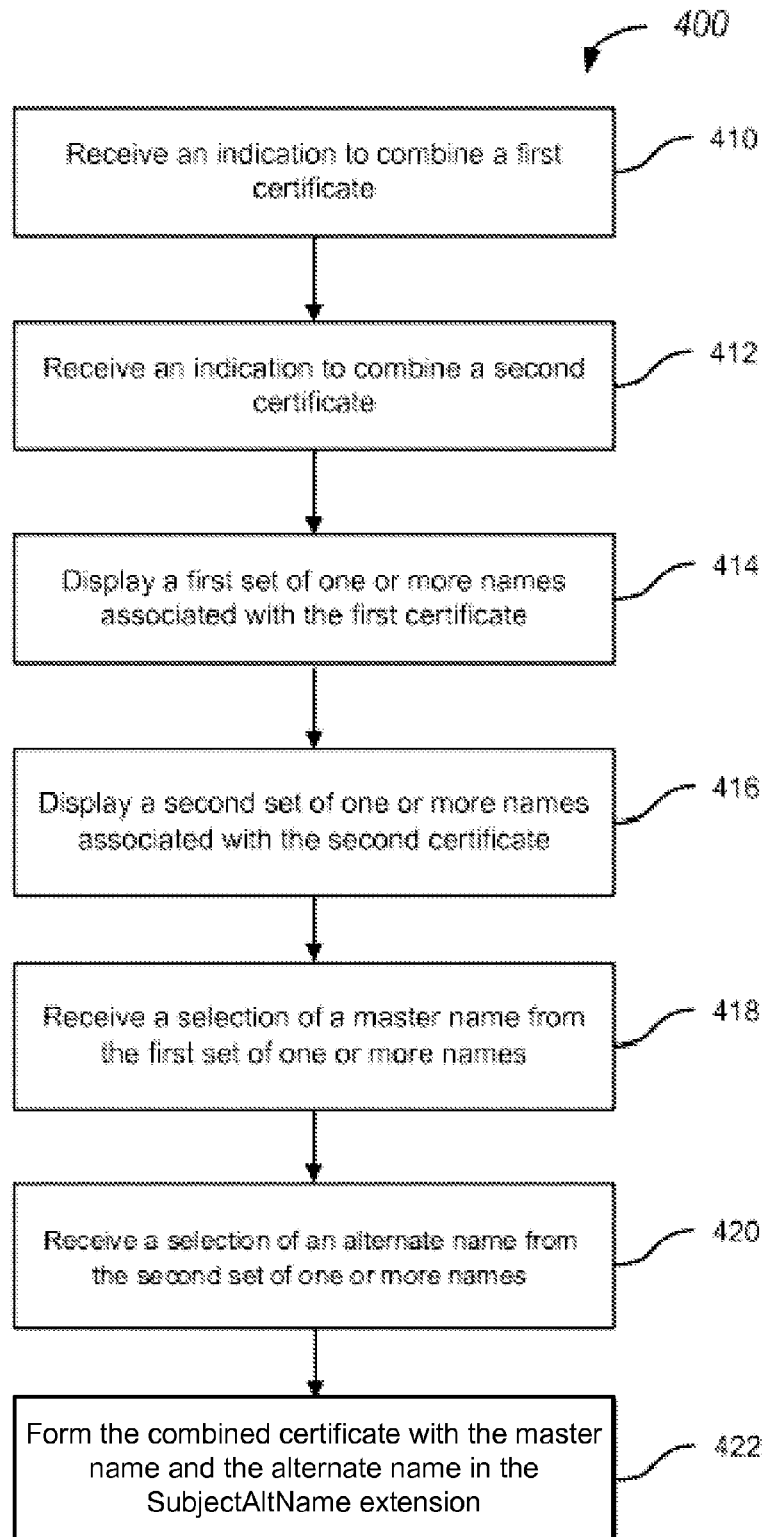 400
Receive an indication to combine a first
certificate
410
Receive an indication to combine a second
certificate
412
Display a first set of one or more names
associated with the first certificate
414
Display a second set of one or more names
associated with the second certificate
416
Receive a selection of a master name from
the first set of one or more names
418
Receive a selection of an alternate name from
the second set of one or more names
420
Form the combined certificate with the master
name and the alternate name in the
SubjectAltName extension
422